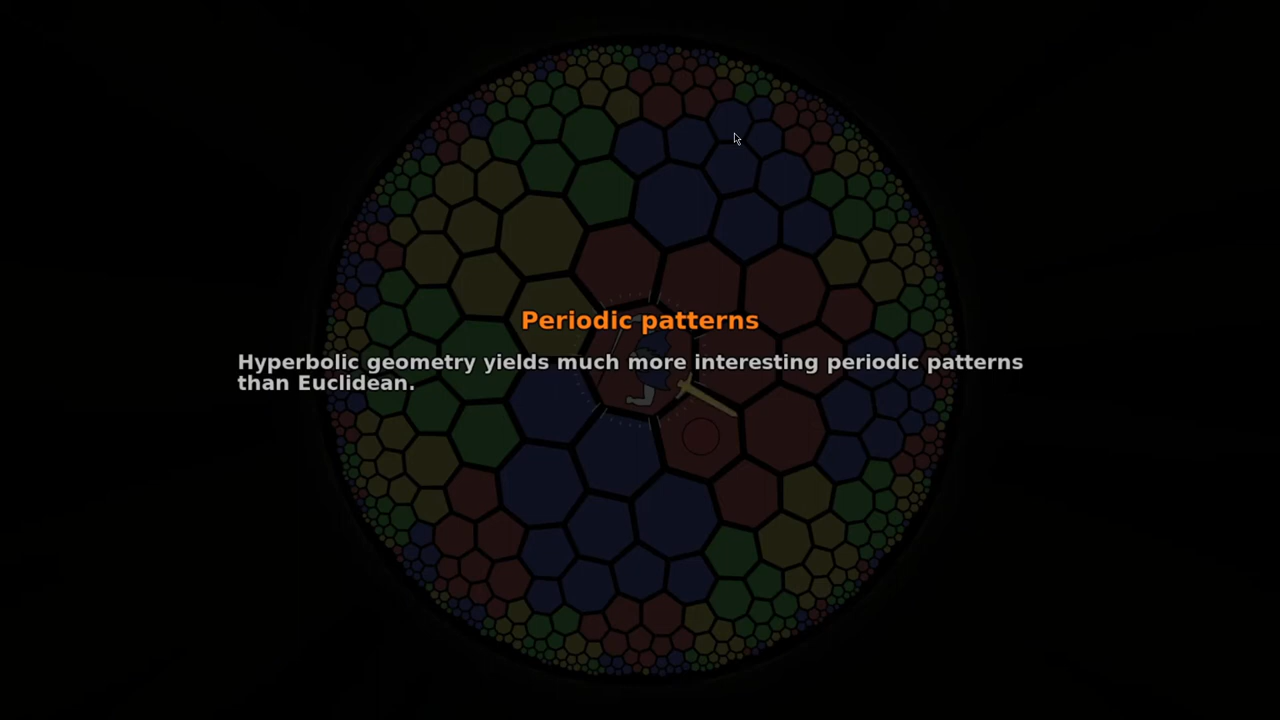 Periodic patterns
Hyperbolic geometry yields much more interesting periodic patterns
than Euclidean.